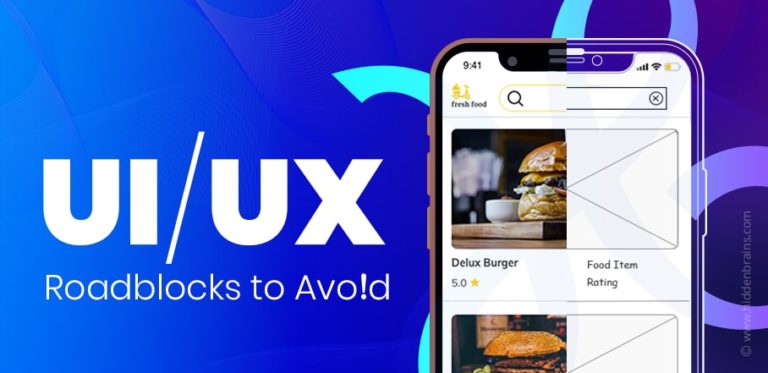 UI/UX
Roadblocks to Avo!d
9:41
fresh food
Delux Burger
5.0
Food Item
Rating
© www.hiddenbrains.com